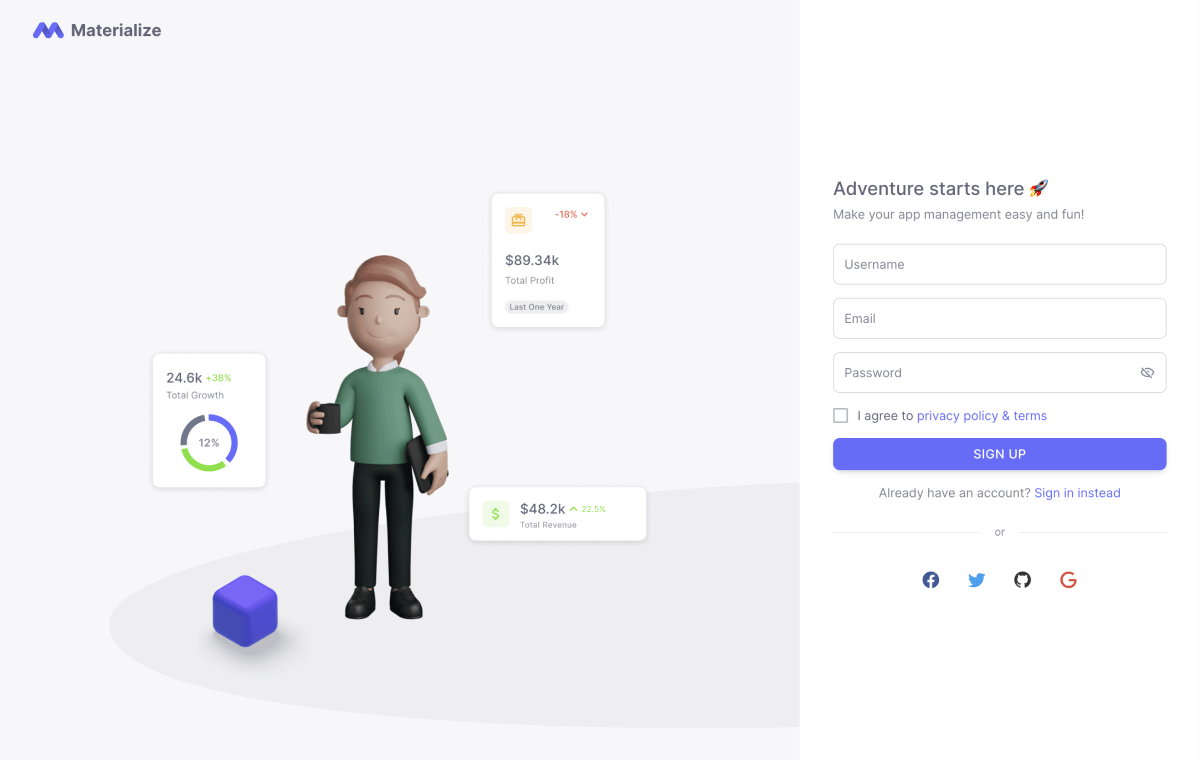 Materialize
-18%
$89.34k
Total Profit
Last One Year
24.6k +38%
Total Growth
12%
$ $48.2k 22.5%
Total Revenue
Adventure starts here 🚀
Make your app management easy and fun!
Username
Email
Password
I agree to privacy policy & terms
SIGN UP
Already have an account? Sign in instead
or